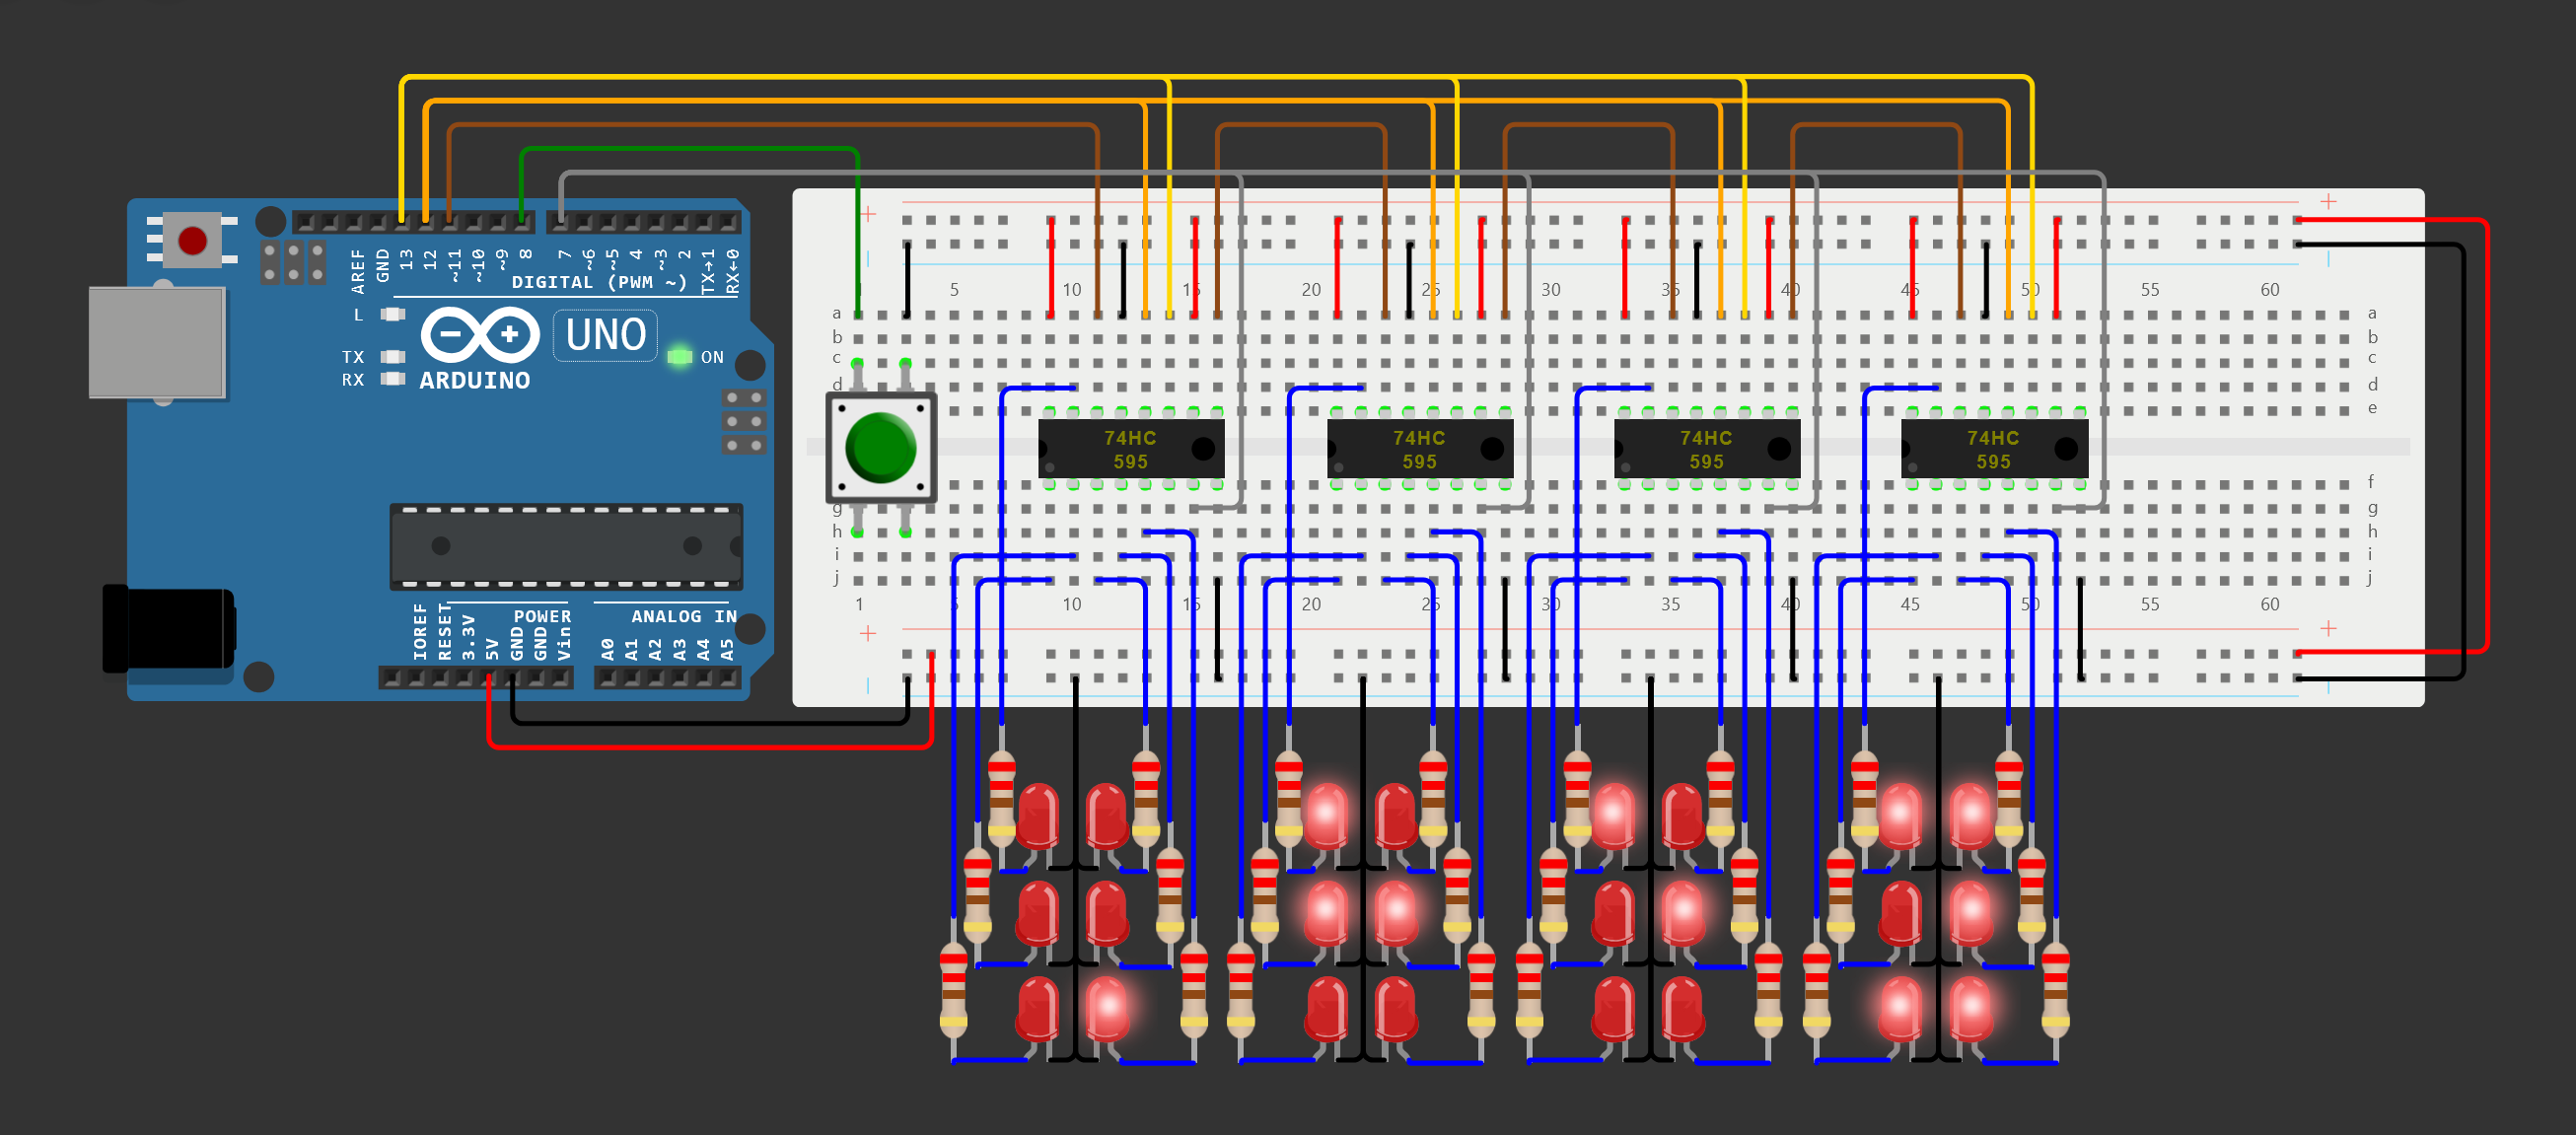 AREF
GND
13
12
~11
~10
~9
8
7
~6
~5
4
~3
2
TX→1
RX←0
DIGITAL (PWM ~)
L
TX
RX
UNO
ARDUINO
ON
IOREF
RESET
3.3V
5V
GND
GND
Vin
POWER
ANALOG IN
A0
A1
A2
A3
A4
A5
5 10 15 20 25 30 35 40 45 50 55 60
a a
b b
c c
d d
e e
74HC 74HC 74HC 74HC
595 595 595 595
f
g g
h h
i i
j j
1 5 10 15 20 25 30 35 40 45 50 55 60